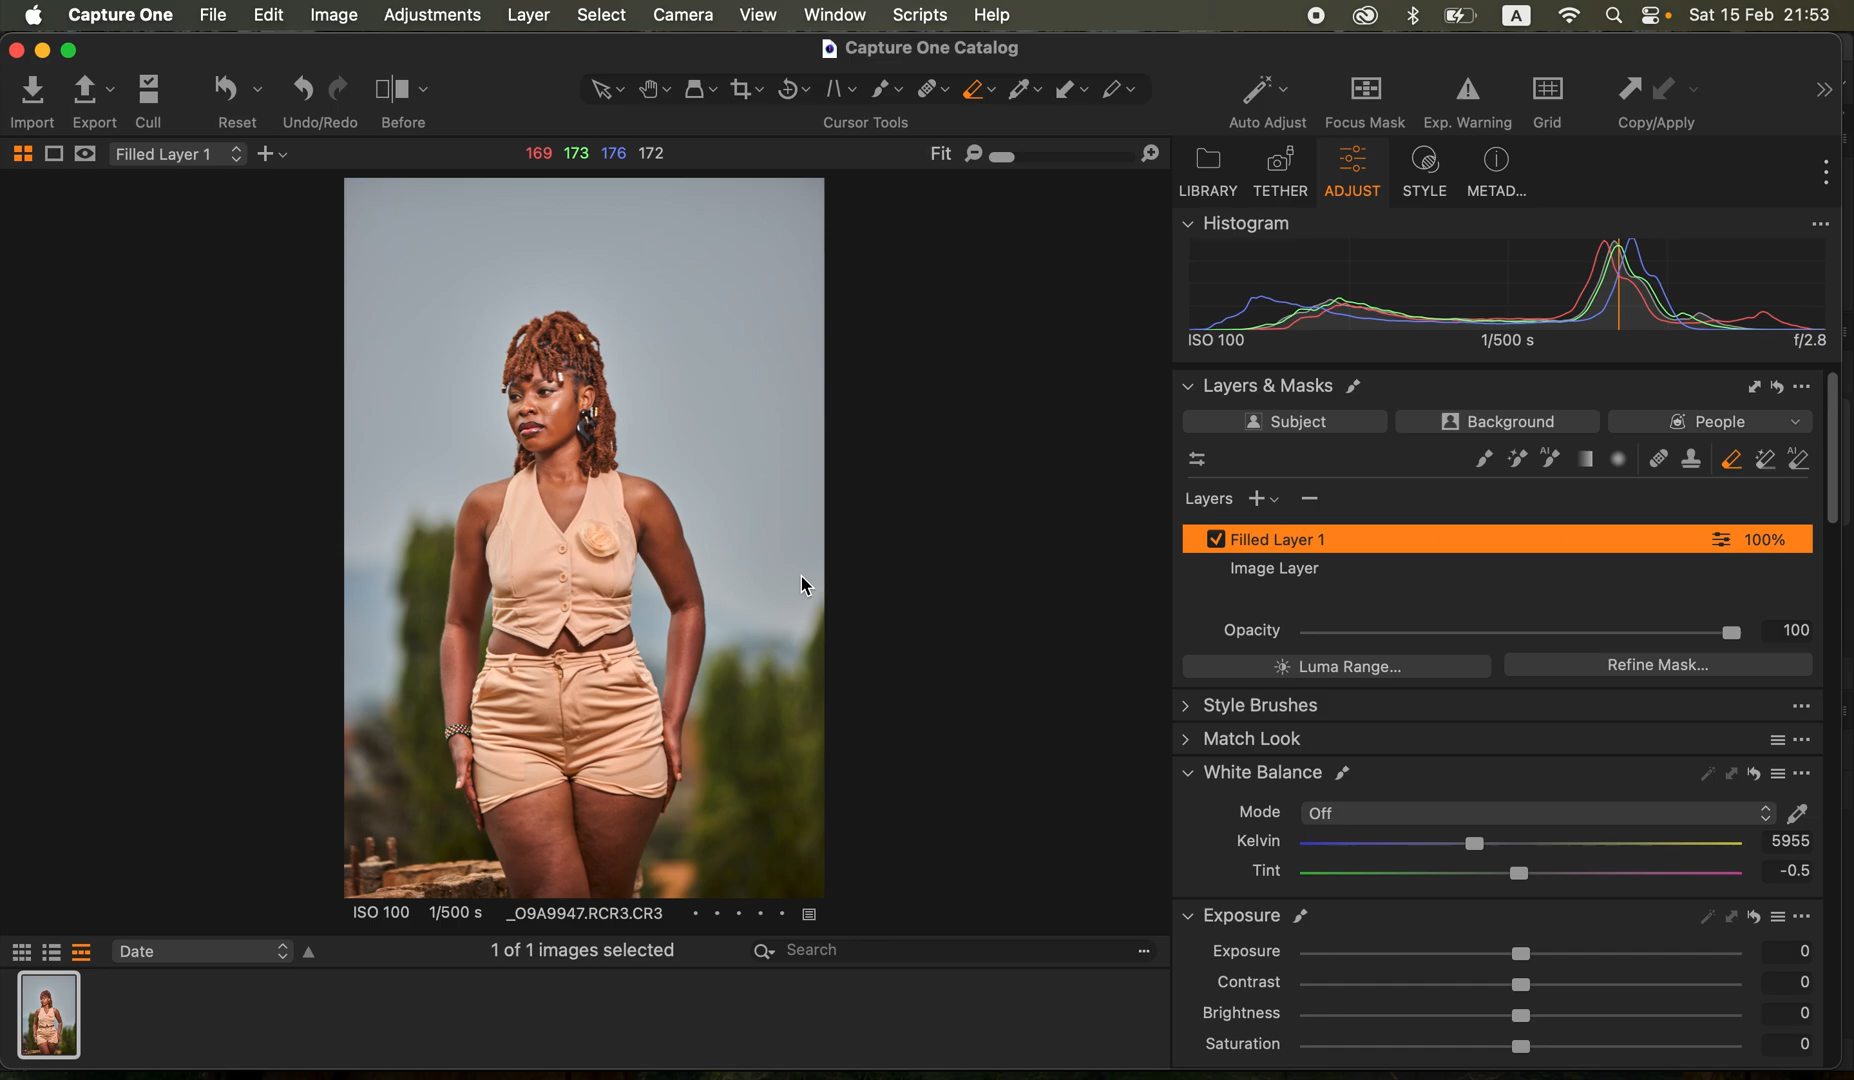 Capture One File Edit Image Adjustments Layer Select Camera View Window Scripts Help A Sat 15 Feb 21:53
Capture One Catalog
Import Export Cull Reset Undo/Redo Before Cursor Tools Auto Adjust Focus Mask Exp. Warning Grid Copy/Apply
Filled Layer 1 169 173 176 172 Fit
LIBRARY TETHER ADJUST STYLE METAD...
Histogram
ISO 100 1/500 s f/2.8
Layers & Masks
Subject Background People
AI AI
Layers
Filled Layer 1 100%
Image Layer
Opacity 100
Luma Range... Refine Mask...
Style Brushes
Match Look
White Balance
Mode Off
Kelvin 5955
Tint -0.5
Exposure
Exposure 0
Contrast 0
Brightness 0
Saturation 0
ISO 100 1/500 s _O9A9947.RCR3.CR3
Date 1 of 1 images selected Search